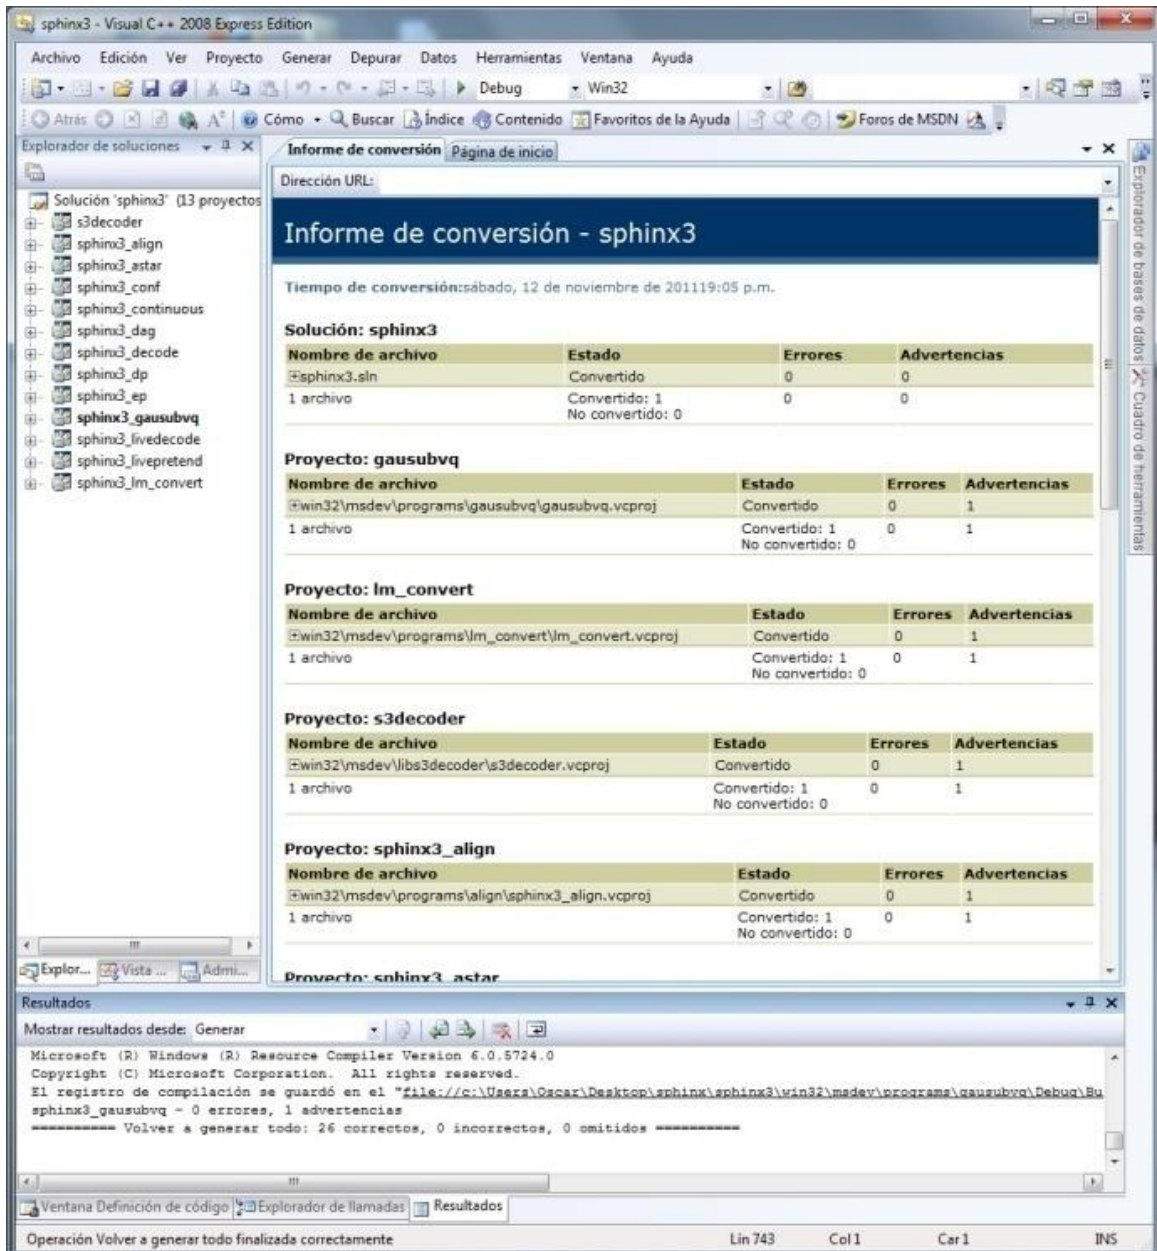 sphinx3 - Visual C++ 2008 Express Edition
Archivo Edición Ver Proyecto Generar Depurar Datos Herramientas Ventana Ayuda
Debug Win32
Atrás Cómo Buscar Índice Contenido Favoritos de la Ayuda Foros de MSDN
Explorador de soluciones
Solución 'sphinx3' (13 proyectos
s3decoder
sphinx3_align
sphinx3_astar
sphinx3_conf
sphinx3_continuous
sphinx3_dag
sphinx3_decode
sphinx3_dp
sphinx3_ep
sphinx3_gausubvq
sphinx3_livedecode
sphinx3_livepretend
sphinx3_lm_convert
Explor... Vista ... Admi...
Informe de conversión Página de inicio
Dirección URL:
Informe de conversión - sphinx3
Tiempo de conversión:sábado, 12 de noviembre de 201119:05 p.m.
Solución: sphinx3
Nombre de archivo Estado Errores Advertencias
sphinx3.sln Convertido 0 0
1 archivo Convertido: 1 0 0
No convertido: 0
Proyecto: gausubvq
Nombre de archivo Estado Errores Advertencias
win32\msdev\programs\gausubvq\gausubvq.vcproj Convertido 0 1
1 archivo Convertido: 1 0 1
No convertido: 0
Proyecto: lm_convert
Nombre de archivo Estado Errores Advertencias
win32\msdev\programs\lm_convert\lm_convert.vcproj Convertido 0 1
1 archivo Convertido: 1 0 1
No convertido: 0
Proyecto: s3decoder
Nombre de archivo Estado Errores Advertencias
win32\msdev\libs3decoder\s3decoder.vcproj Convertido 0 1
1 archivo Convertido: 1 0 1
No convertido: 0
Proyecto: sphinx3_align
Nombre de archivo Estado Errores Advertencias
win32\msdev\programs\align\sphinx3_align.vcproj Convertido 0 1
1 archivo Convertido: 1 0 1
No convertido: 0
Proyecto: sphinx3_astar
Explorador de bases de datos
Cuadro de herramientas
Resultados
Mostrar resultados desde: Generar
Microsoft (R) Windows (R) Resource Compiler Version 6.0.5724.0
Copyright (C) Microsoft Corporation. All rights reserved.
El registro de compilación se guardó en el "file://c:\Users\Oscar\Desktop\sphinx\sphinx3\win32\msdev\programs\gausubvq\Debug\Bu
sphinx3_gausubvq - 0 errores, 1 advertencias
========== Volver a generar todo: 26 correctos, 0 incorrectos, 0 omitidos ==========
Ventana Definición de código Explorador de llamadas Resultados
Operación Volver a generar todo finalizada correctamente Lín 743 Col 1 Car 1 INS